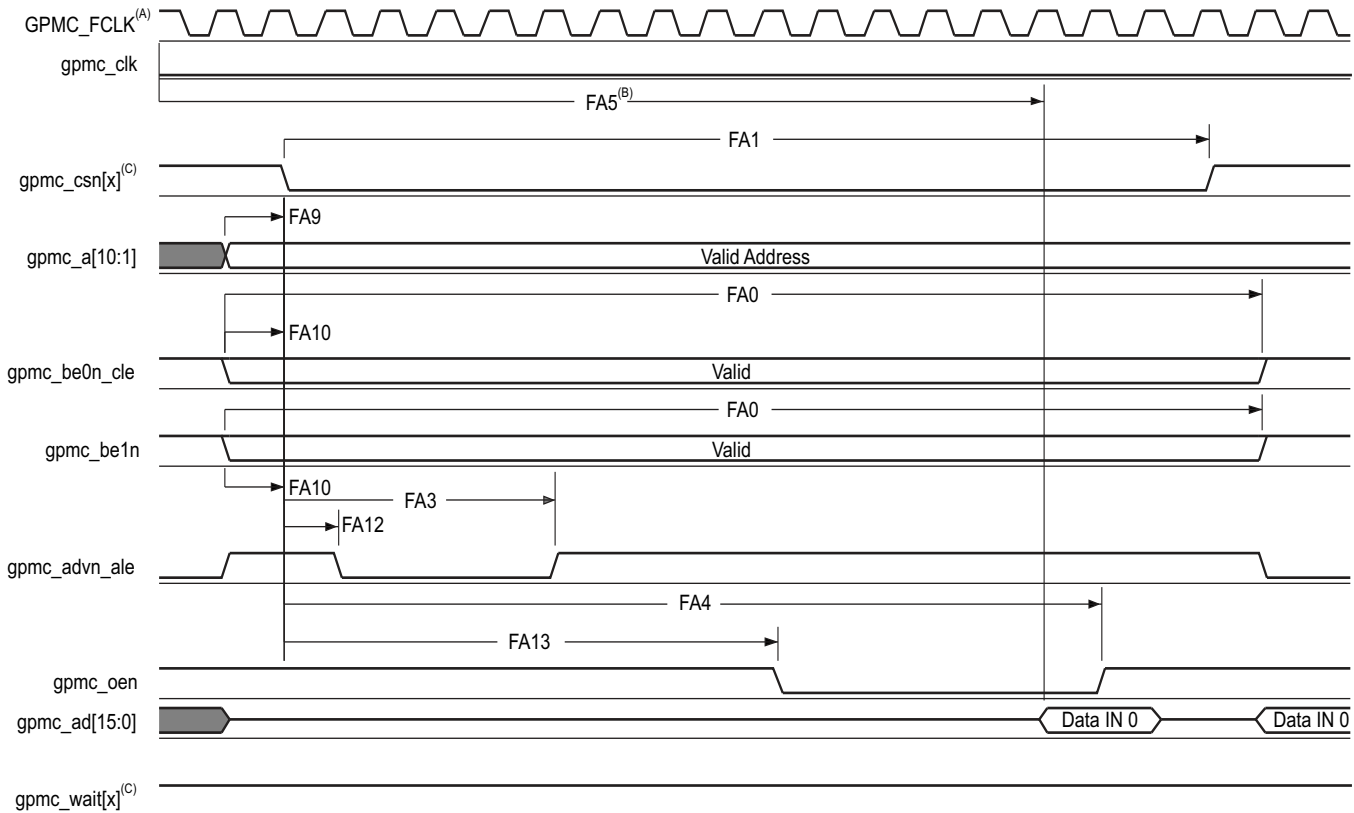 GPMC_FCLK(A)
gpmc_clk
FA5(B)
FA1
gpmc_csn[x](C)
FA9
gpmc_a[10:1]
Valid Address
FA0
FA10
gpmc_be0n_cle
Valid
FA0
gpmc_be1n
Valid
FA10
FA3
FA12
gpmc_advn_ale
FA4
FA13
gpmc_oen
gpmc_ad[15:0]
Data IN 0
Data IN 0
gpmc_wait[x](C)